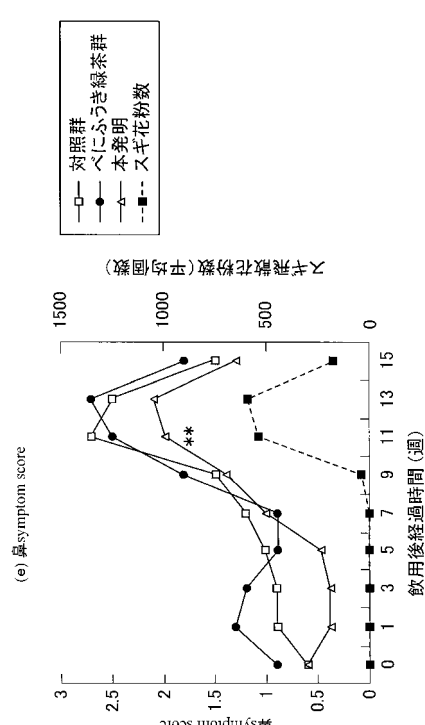 (e) 鼻symptom score
対照群
べにふうき緑茶群
本発明
スギ花粉数
鼻symptom score
3
2.5
2
1.5
1
0.5
0
**
スギ飛散花粉数(平均個数)
1500
1000
500
0
0 1 3 5 7 9 11 13 15
飲用後経過時間(週)